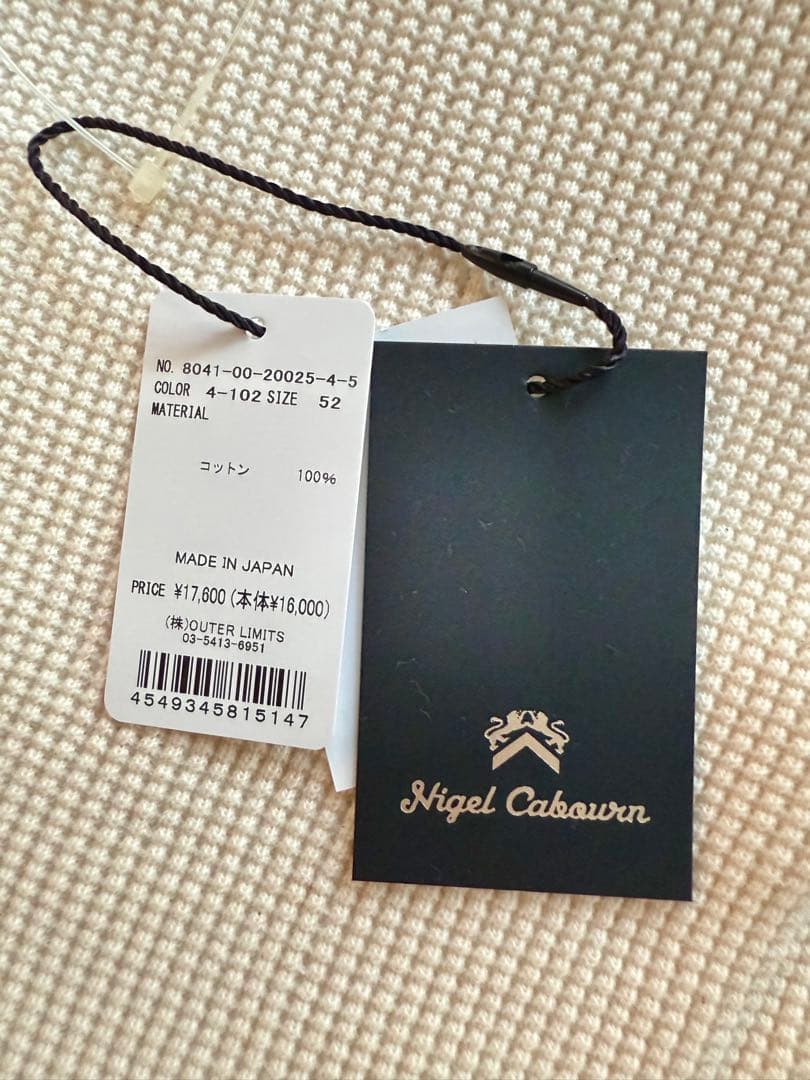 NO. 8041-00-20025-4-5
COLOR 4-102 SIZE 52
MATERIAL
コットン 100%
MADE IN JAPAN
PRICE ¥17,600 (本体¥16,000)
(株)OUTER LIMITS
03-5413-6951
4549345815147
Nigel Cabourn